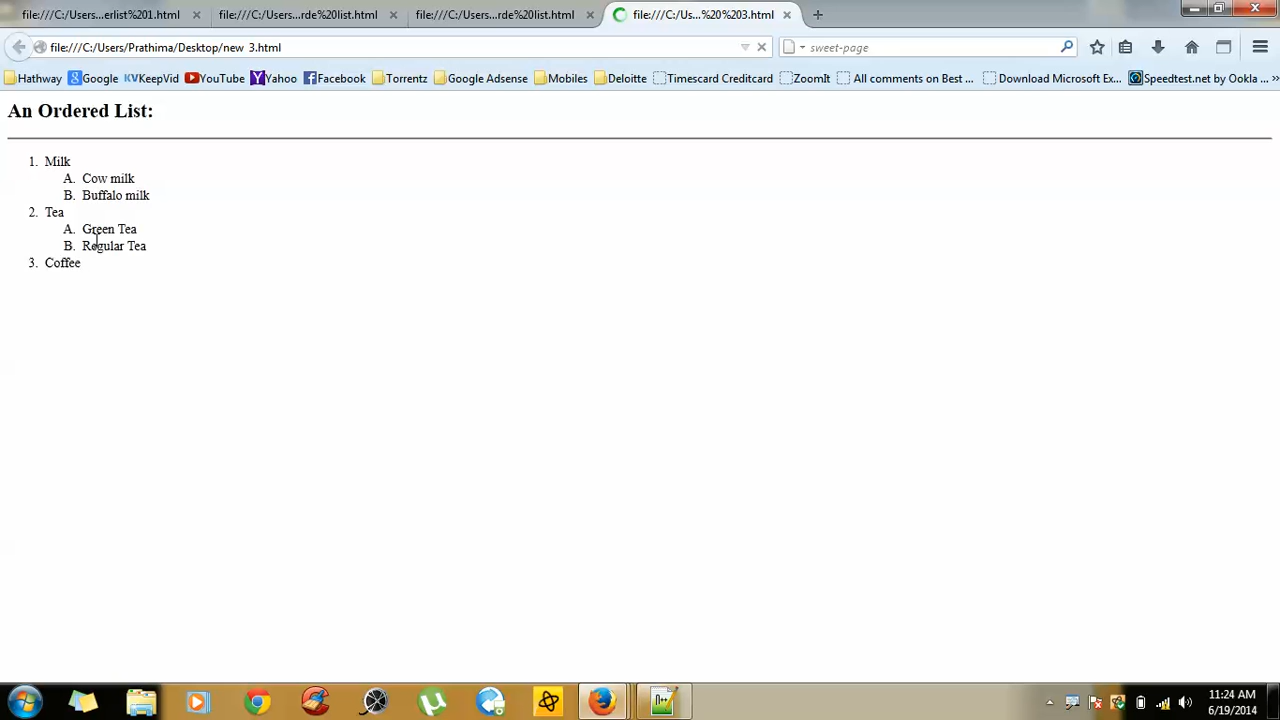 file:///C:/Users...erlist%201.html file:///C:/Users...rde%20list.html file:///C:/Users...rde%20list.html file:///C:/Us...%20%203.html
file:///C:/Users/Prathima/Desktop/new 3.html sweet-page
Hathway Google KVKeepVid YouTube Yahoo Facebook Torrentz Google Adsense Mobiles Deloitte Timescard Creditcard ZoomIt All comments on Best ... Download Microsoft Ex... Speedtest.net by Ookla ... »
An Ordered List:
1. Milk
A. Cow milk
B. Buffalo milk
2. Tea
A. Green Tea
B. Regular Tea
3. Coffee
11:24 AM
6/19/2014